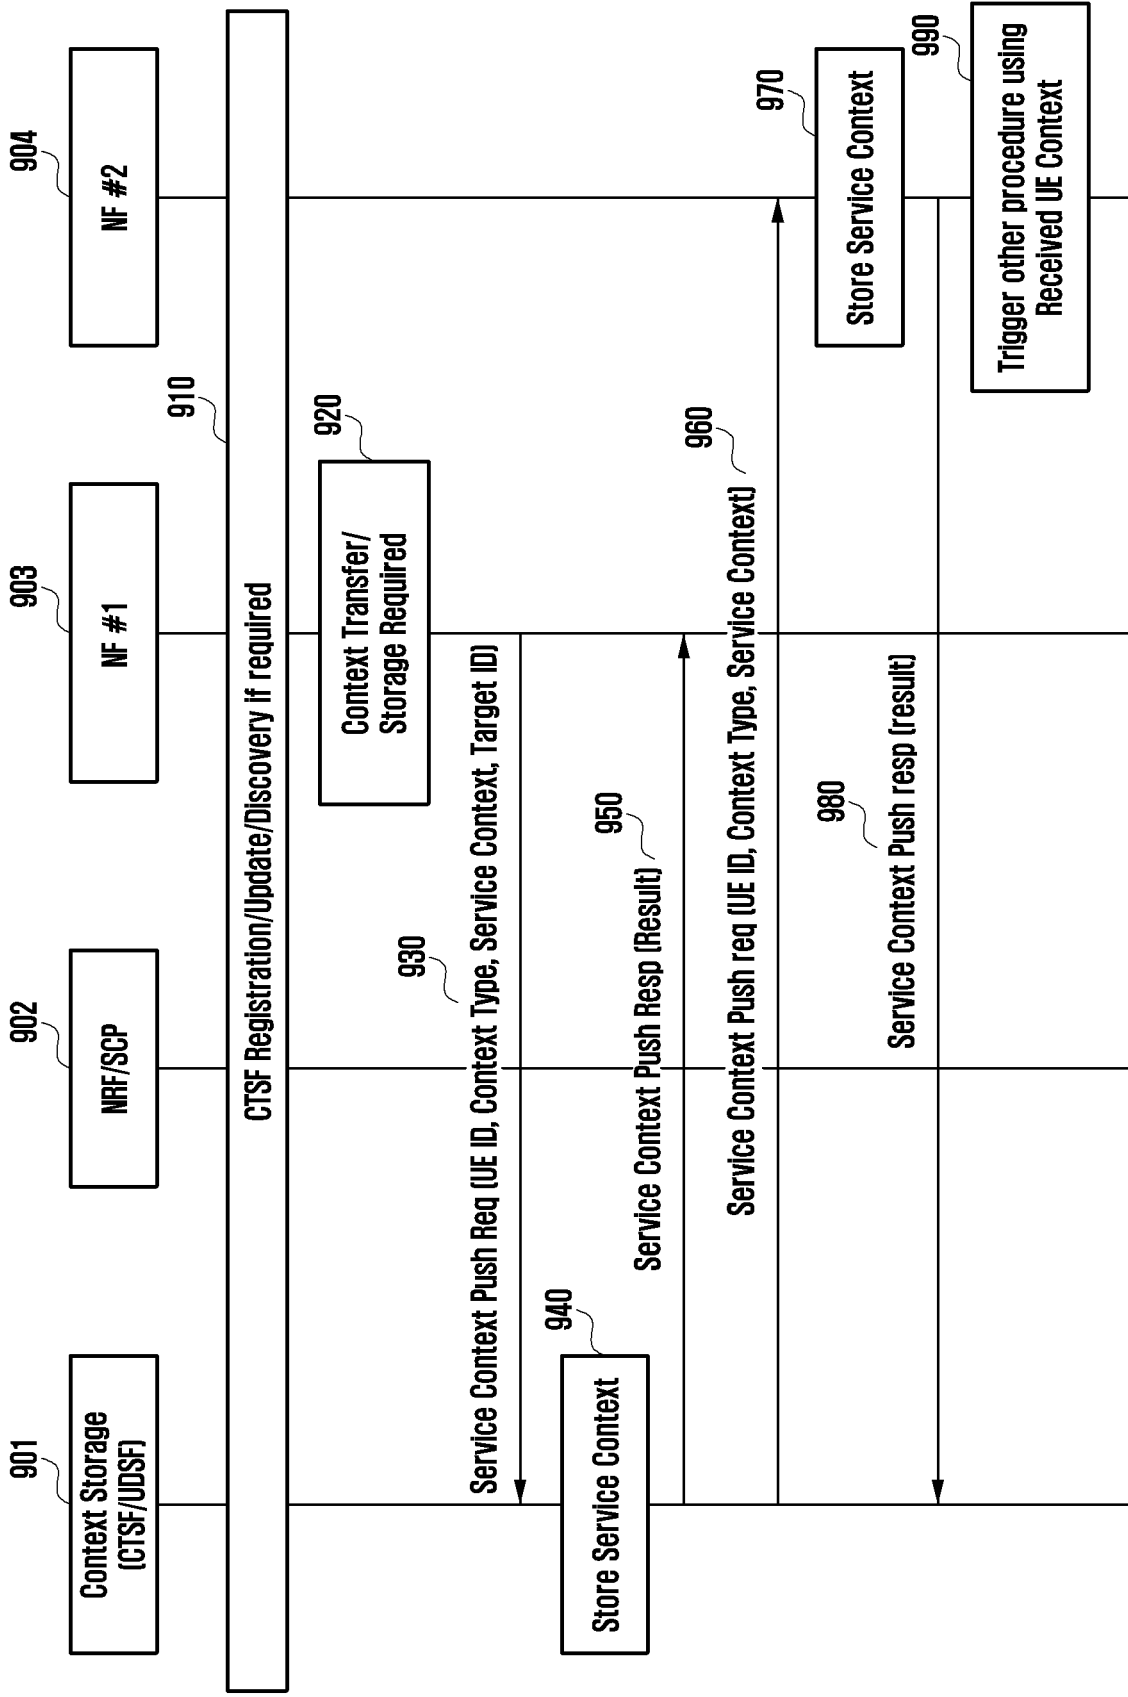 901
902
903
904
Context Storage
(CTSF/UDSF)
NRF/SCP
NF #1
NF #2
910
CTSF Registration/Update/Discovery if required
920
Context Transfer/
Storage Required
930
Service Context Push Req (UE ID, Context Type, Service Context, Target ID)
940
Store Service Context
950
Service Context Push Resp (Result)
960
Service Context Push req (UE ID, Context Type, Service Context)
970
Store Service Context
980
Service Context Push resp (result)
990
Trigger other procedure using
Received UE Context